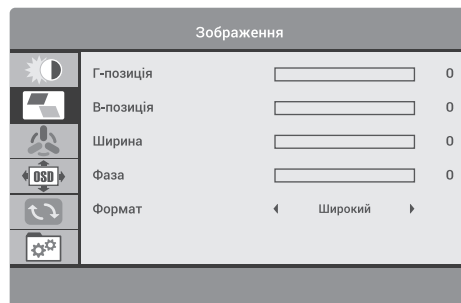 Зображення
Г-позиція 0
В-позиція 0
Ширина 0
Фаза 0
Формат Широкий
OSD